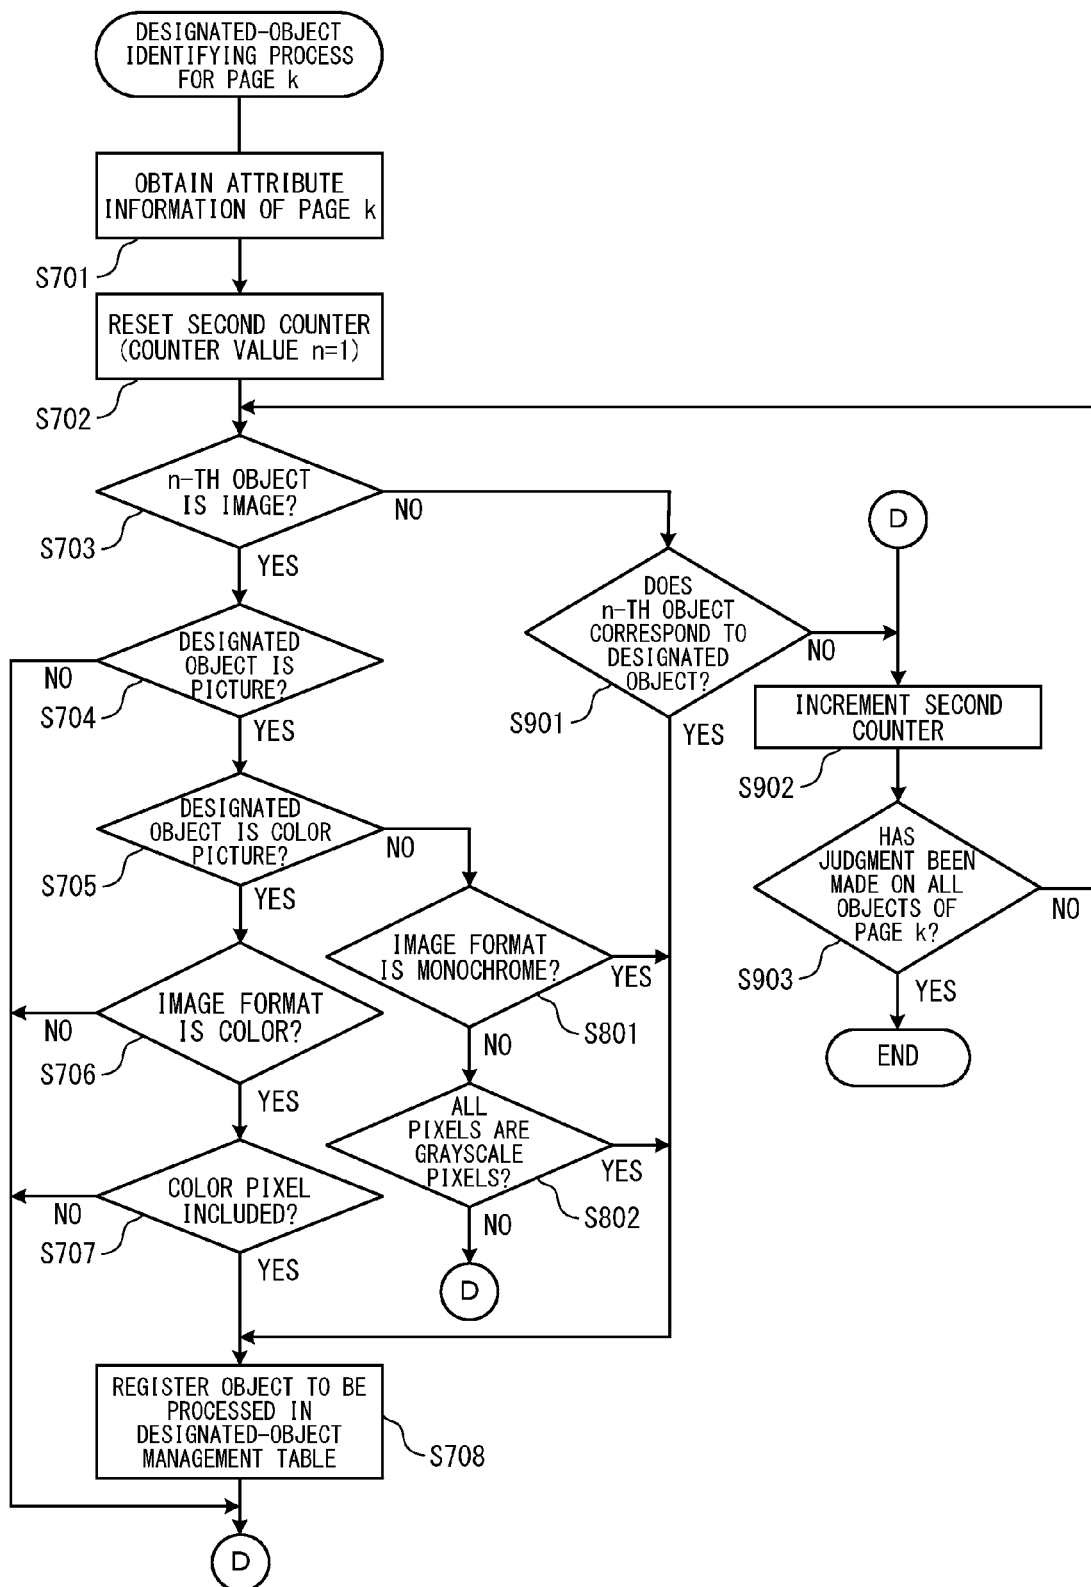 DESIGNATED-OBJECT
IDENTIFYING PROCESS
FOR PAGE k
OBTAIN ATTRIBUTE
INFORMATION OF PAGE k
S701
RESET SECOND COUNTER
(COUNTER VALUE n=1)
S702
n-TH OBJECT
IS IMAGE?
NO
S703
YES
DESIGNATED
OBJECT IS
PICTURE?
NO
S704
YES
DESIGNATED
OBJECT IS COLOR
PICTURE?
NO
S705
YES
IMAGE FORMAT
IS COLOR?
NO
S706
YES
COLOR PIXEL
INCLUDED?
NO
S707
YES
IMAGE FORMAT
IS MONOCHROME?
YES
S801
NO
ALL
PIXELS ARE
GRAYSCALE
PIXELS?
YES
S802
NO
D
REGISTER OBJECT TO BE
PROCESSED IN
DESIGNATED-OBJECT
MANAGEMENT TABLE
S708
D
DOES
n-TH OBJECT
CORRESPOND TO
DESIGNATED
OBJECT?
NO
S901
YES
D
INCREMENT SECOND
COUNTER
S902
HAS
JUDGMENT BEEN
MADE ON ALL
OBJECTS OF
PAGE k?
NO
S903
YES
END